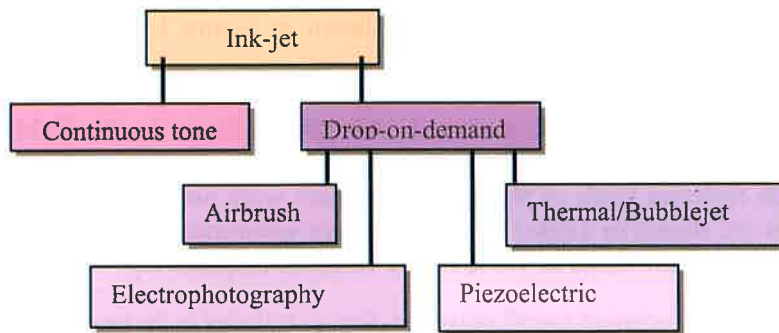 Ink-jet
Continuous tone
Drop-on-demand
Airbrush
Thermal/Bubblejet
Electrophotography
Piezoelectric